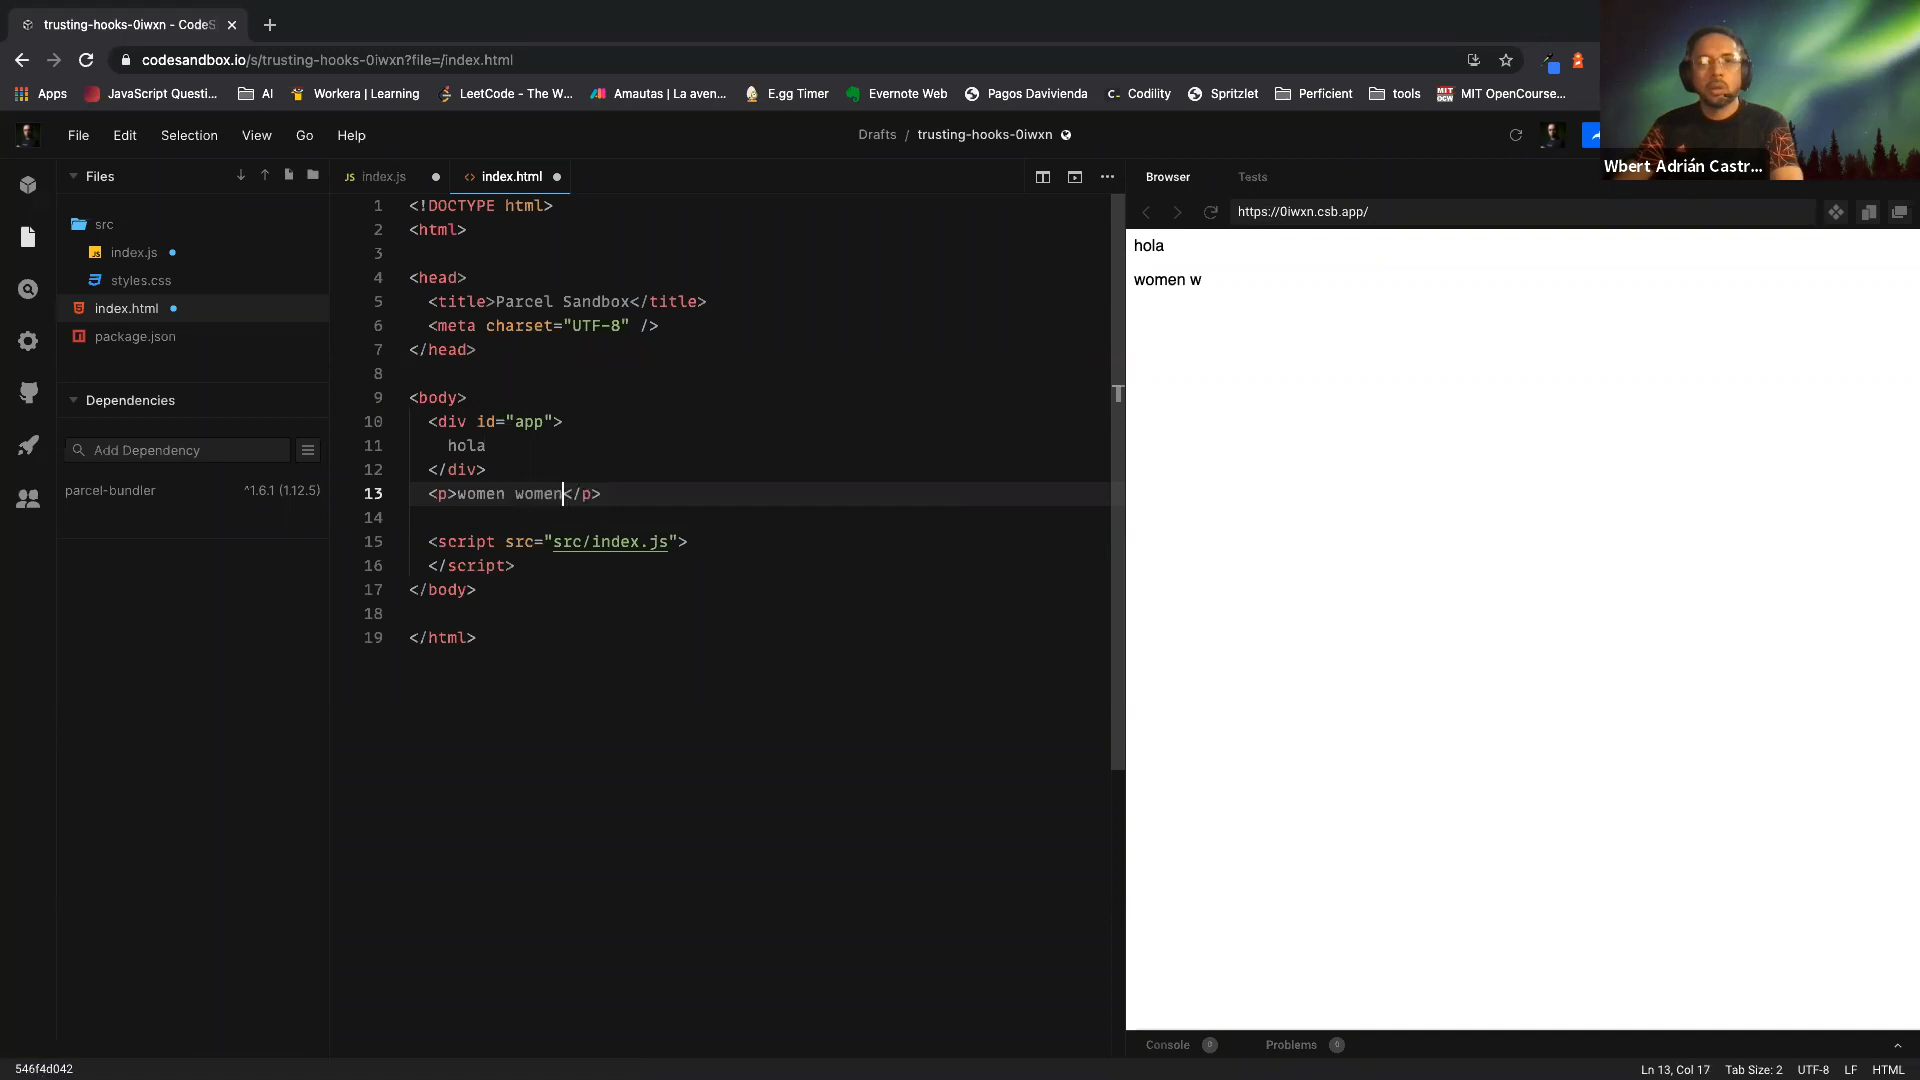 trusting-hooks-0iwxn - CodeS
codesandbox.io/s/trusting-hooks-0iwxn?file=/index.html
Apps JavaScript Questi... AI Workera | Learning LeetCode - The W... Amautas | La aven... E.gg Timer Evernote Web Pagos Davivienda Codility Spritzlet Perficient tools MIT OpenCourse...
File Edit Selection View Go Help
Drafts / trusting-hooks-0iwxn
Wbert Adrián Castr...
Files
src
index.js
styles.css
index.html
package.json
Dependencies
Add Dependency
parcel-bundler ^1.6.1 (1.12.5)
JS index.js <> index.html
1 <!DOCTYPE html>
2 <html>
3
4 <head>
5 <title>Parcel Sandbox</title>
6 <meta charset="UTF-8" />
7 </head>
8
9 <body>
10 <div id="app">
11 hola
12 </div>
13 <p>women women</p>
14
15 <script src="src/index.js">
16 </script>
17 </body>
18
19 </html>
Browser Tests
https://0iwxn.csb.app/
hola
women w
Console 0 Problems 0
546f4d042
Ln 13, Col 17 Tab Size: 2 UTF-8 LF HTML